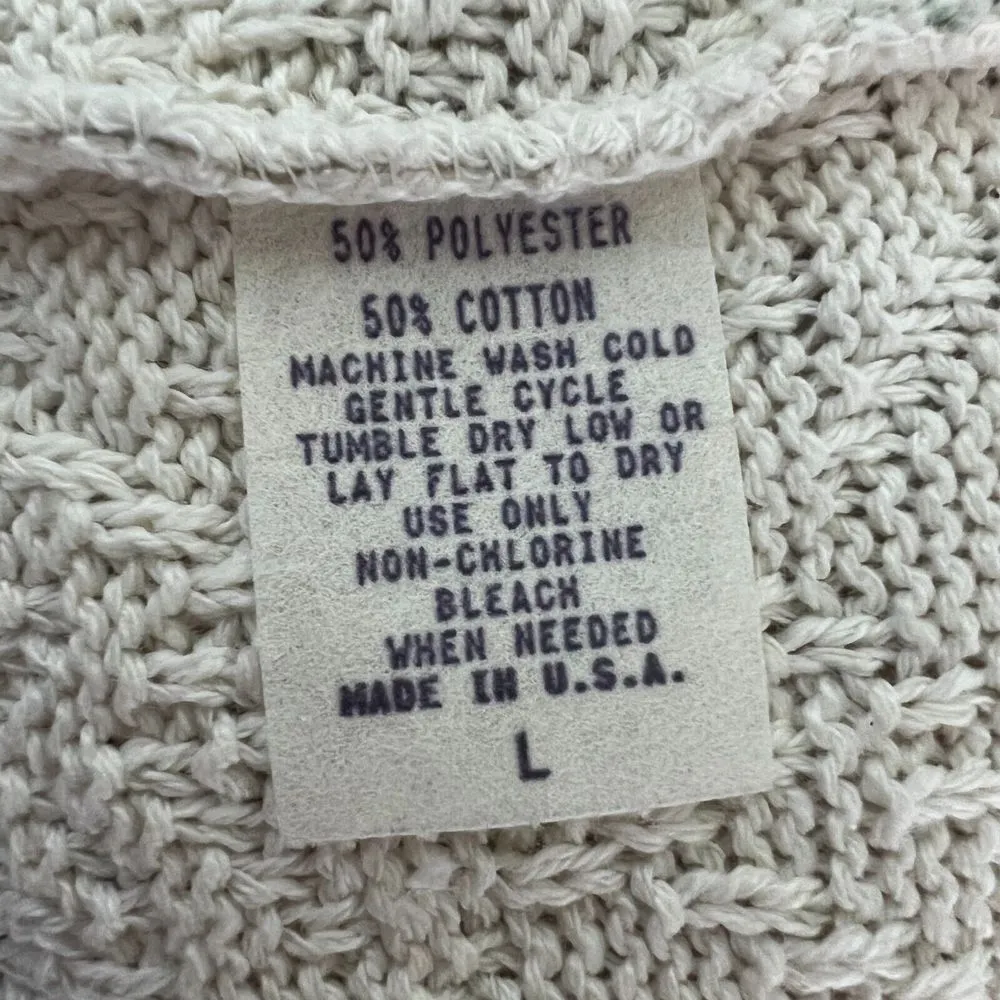 50% POLYESTER
50% COTTON
MACHINE WASH COLD
GENTLE CYCLE
TUMBLE DRY LOW OR
LAY FLAT TO DRY
USE ONLY
NON-CHLORINE
BLEACH
WHEN NEEDED
MADE IN U.S.A.
L